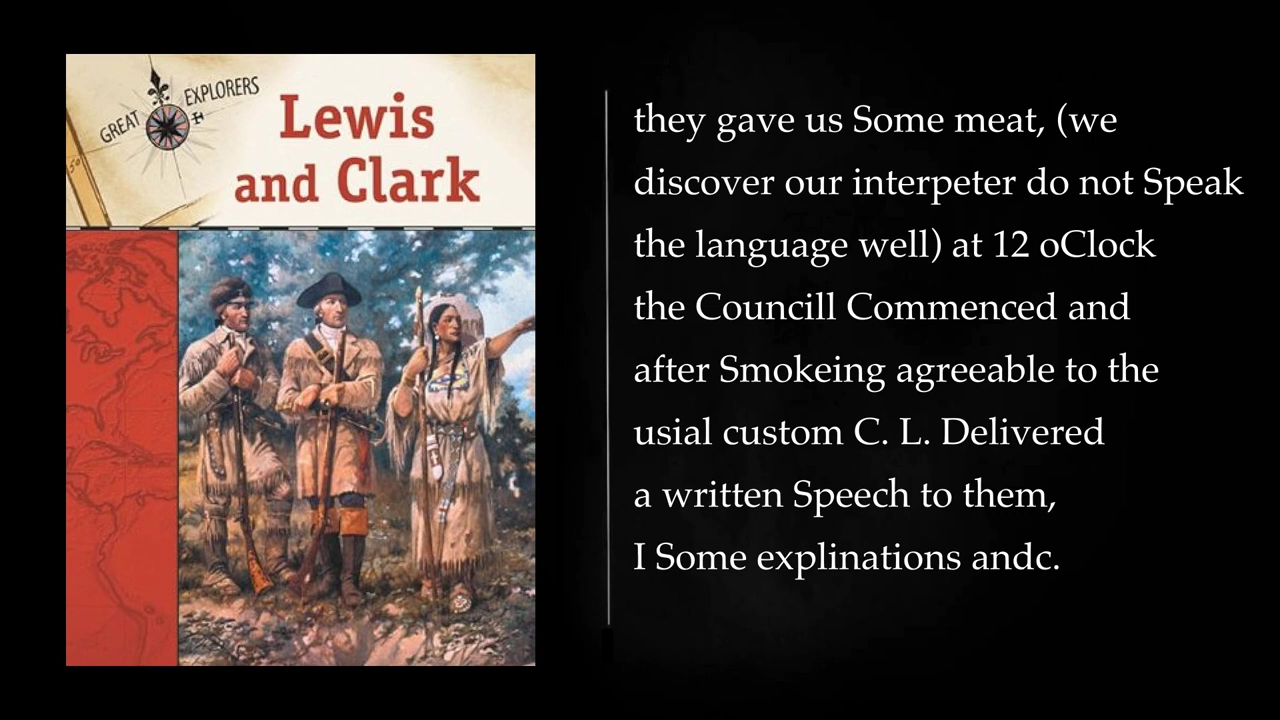 GREAT EXPLORERS
Lewis
and Clark
they gave us Some meat, (we
discover our interpeter do not Speak
the language well) at 12 oClock
the Councill Commenced and
after Smokeing agreeable to the
usial custom C. L. Delivered
a written Speech to them,
I Some explinations andc.